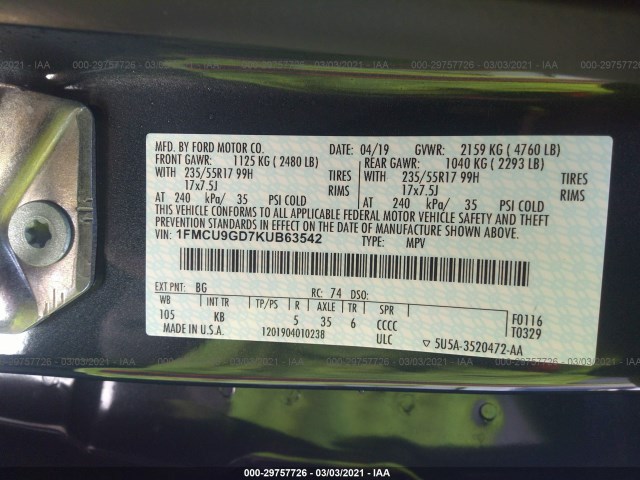 000-29757726 - 03/03/2021 - IAA
MFD. BY FORD MOTOR CO. DATE: 04/19 GVWR: 2159 KG ( 4760 LB)
FRONT GAWR: 1125 KG ( 2480 LB) REAR GAWR: 1040 KG ( 2293 LB)
WITH 235/55R17 99H TIRES WITH 235/55R17 99H TIRES
17x7.5J RIMS 17x7.5J RIMS
AT 240 kPa/ 35 PSI COLD AT 240 kPa/ 35 PSI COLD
THIS VEHICLE CONFORMS TO ALL APPLICABLE FEDERAL MOTOR VEHICLE SAFETY AND THEFT
PREVENTION STANDARDS IN EFFECT ON THE DATE OF MANUFACTURE SHOWN ABOVE.
VIN: 1FMCU9GD7KUB63542 TYPE: MPV
EXT PNT: BG RC: 74 DSO:
WB INT TR TP/PS R AXLE TR SPR F0116
105 KB 5 35 6 CCCC T0329
MADE IN U.S.A. 120190401023B ULC 5U5A-3520472-AA
000-29757726 - 03/03/2021 - IAA